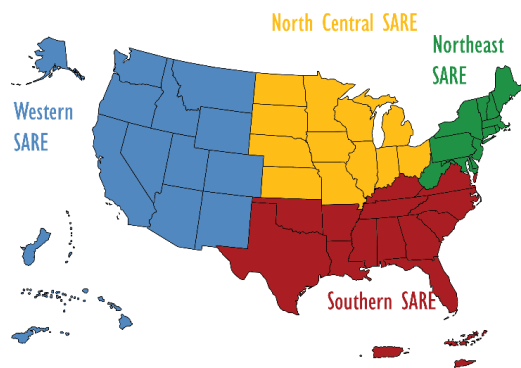 North Central SARE
Northeast
SARE
Western
SARE
Southern SARE